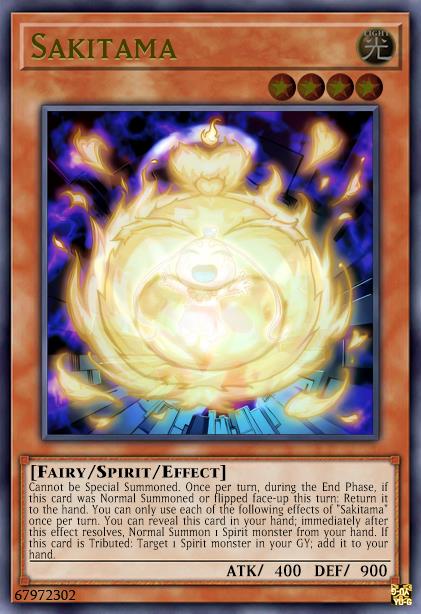 SAKITAMA
LIGHT
光
[FAIRY/SPIRIT/EFFECT]
Cannot be Special Summoned. Once per turn, during the End Phase, if
this card was Normal Summoned or flipped face-up this turn: Return it
to the hand. You can only use each of the following effects of "Sakitama"
once per turn. You can reveal this card in your hand; immediately after
this effect resolves, Normal Summon 1 Spirit monster from your hand. If
this card is Tributed: Target 1 Spirit monster in your GY; add it to your
hand.
ATK/ 400 DEF/ 900
67972302